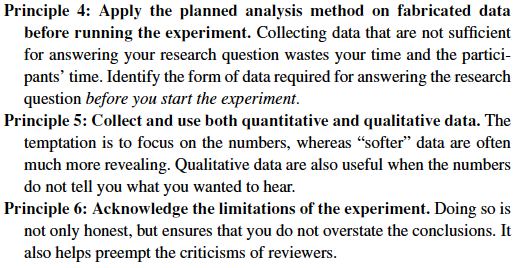 Principle 4: Apply the planned analysis method on fabricated data
before running the experiment. Collecting data that are not sufficient
for answering your research question wastes your time and the partici-
pants’ time. Identify the form of data required for answering the research
question before you start the experiment.
Principle 5: Collect and use both quantitative and qualitative data. The
temptation is to focus on the numbers, whereas “softer” data are often
much more revealing. Qualitative data are also useful when the numbers
do not tell you what you wanted to hear.
Principle 6: Acknowledge the limitations of the experiment. Doing so is
not only honest, but ensures that you do not overstate the conclusions. It
also helps preempt the criticisms of reviewers.